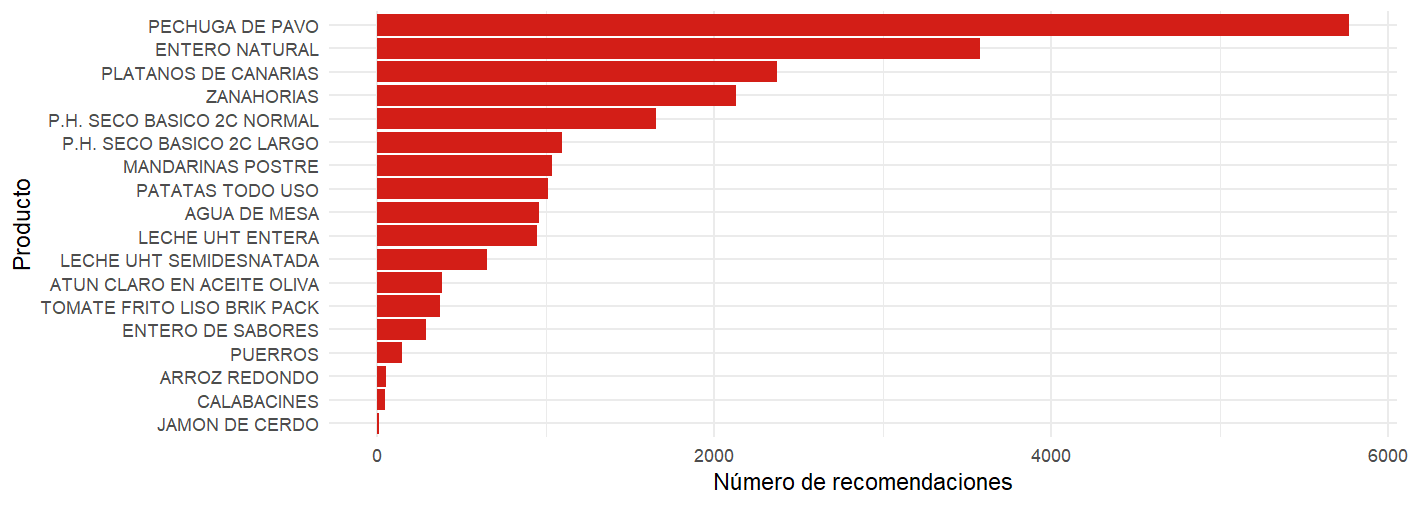 PECHUGA DE PAVO
ENTERO NATURAL
PLATANOS DE CANARIAS
ZANAHORIAS
P.H. SECO BASICO 2C NORMAL
P.H. SECO BASICO 2C LARGO
MANDARINAS POSTRE
PATATAS TODO USO
AGUA DE MESA
LECHE UHT ENTERA
LECHE UHT SEMIDESNATADA
ATUN CLARO EN ACEITE OLIVA
TOMATE FRITO LISO BRIK PACK
ENTERO DE SABORES
PUERROS
ARROZ REDONDO
CALABACINES
JAMON DE CERDO
Producto
0 2000 4000 6000
Número de recomendaciones